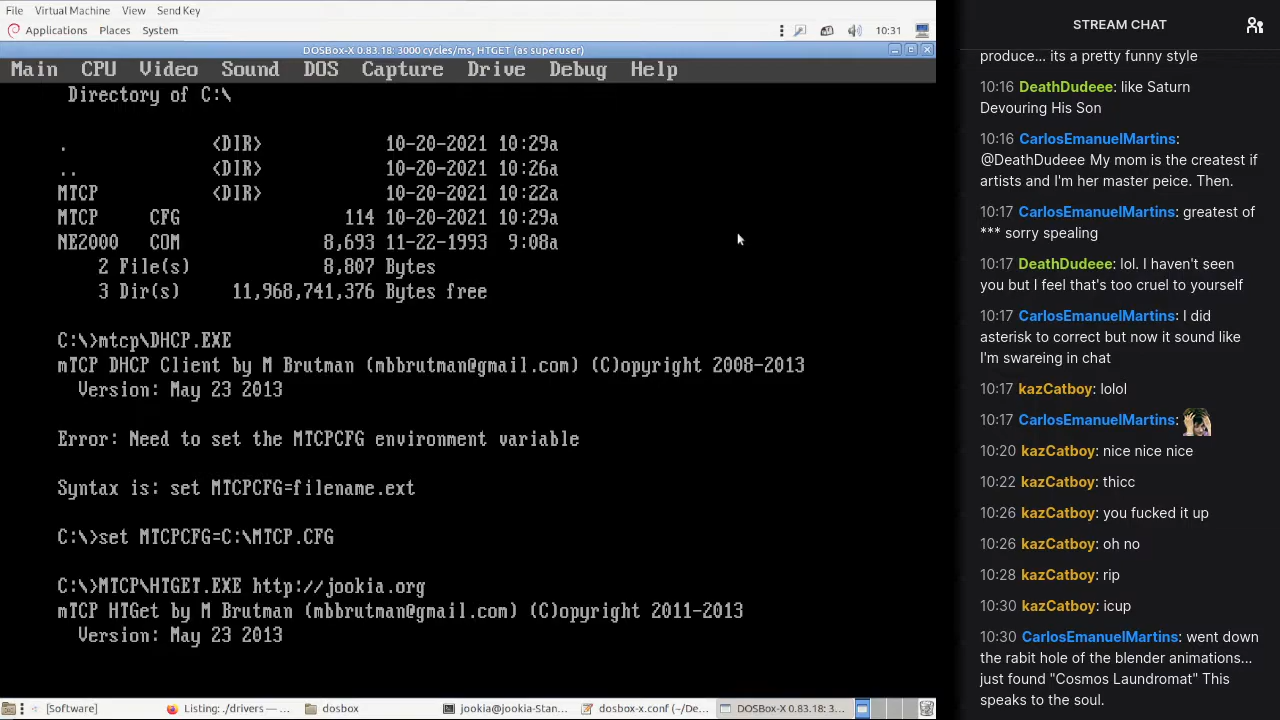 File Virtual Machine View Send Key
Applications Places System 10:31
DOSBox-X 0.83.18: 3000 cycles/ms, HTGET (as superuser)
Main CPU Video Sound DOS Capture Drive Debug Help
Directory of C:\
. <DIR> 10-20-2021 10:29a
.. <DIR> 10-20-2021 10:26a
MTCP <DIR> 10-20-2021 10:22a
MTCP CFG 114 10-20-2021 10:29a
NE2000 COM 8,693 11-22-1993 9:08a
2 File(s) 8,807 Bytes
3 Dir(s) 11,968,741,376 Bytes free
C:\>mtcp\DHCP.EXE
mTCP DHCP Client by M Brutman (mbbrutman@gmail.com) (C)opyright 2008-2013
Version: May 23 2013
Error: Need to set the MTCPCFG environment variable
Syntax is: set MTCPCFG=filename.ext
C:\>set MTCPCFG=C:\MTCP.CFG
C:\>MTCP\HTGET.EXE http://jookia.org
mTCP HTGet by M Brutman (mbbrutman@gmail.com) (C)opyright 2011-2013
Version: May 23 2013
[Software] Listing: ./drivers — ... dosbox jookia@jookia-Stan... dosbox-x.conf (~/De... DOSBox-X 0.83.18: 3...
STREAM CHAT
produce... its a pretty funny style
10:16 DeathDudeee: like Saturn
Devouring His Son
10:16 CarlosEmanuelMartins:
@DeathDudeee My mom is the createst if
artists and I'm her master peice. Then.
10:17 CarlosEmanuelMartins: greatest of
*** sorry spealing
10:17 DeathDudeee: lol. I haven't seen
you but I feel that's too cruel to yourself
10:17 CarlosEmanuelMartins: I did
asterisk to correct but now it sound like
I'm swareing in chat
10:17 kazCatboy: lolol
10:17 CarlosEmanuelMartins:
10:20 kazCatboy: nice nice nice
10:22 kazCatboy: thicc
10:26 kazCatboy: you fucked it up
10:26 kazCatboy: oh no
10:28 kazCatboy: rip
10:30 kazCatboy: icup
10:30 CarlosEmanuelMartins: went down
the rabit hole of the blender animations...
just found "Cosmos Laundromat" This
speaks to the soul.